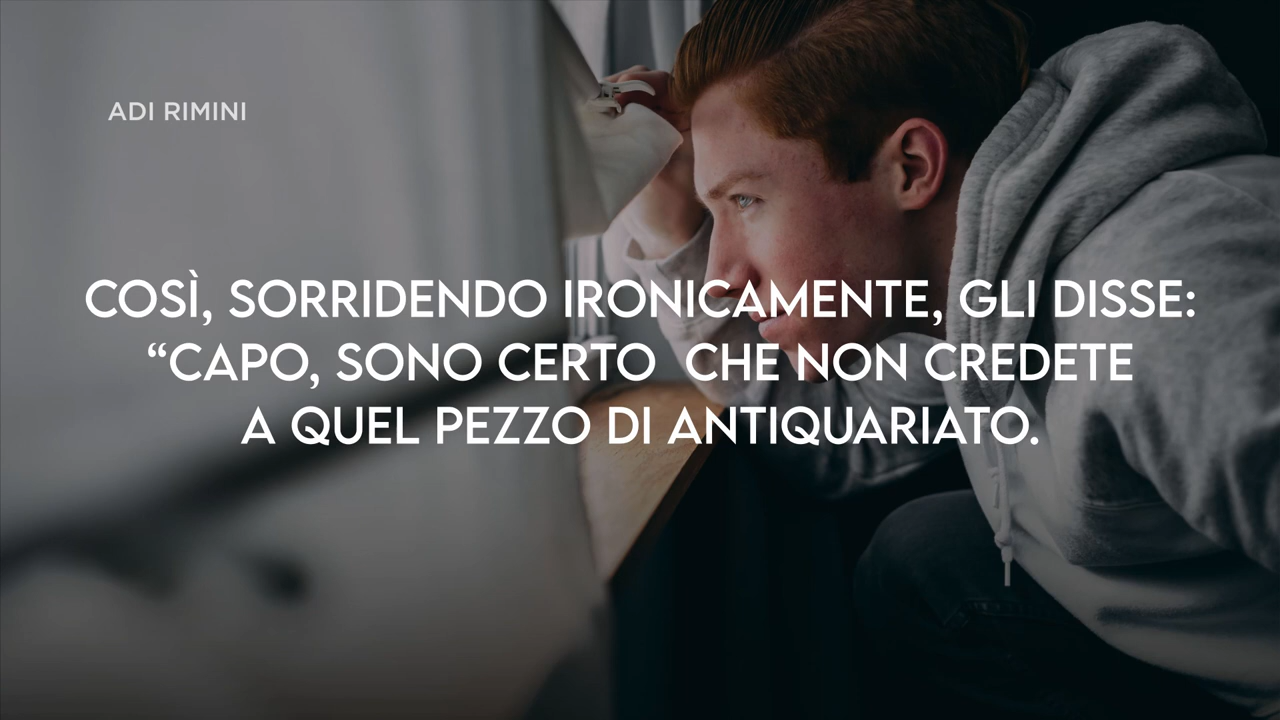 ADI RIMINI
COSÌ, SORRIDENDO IRONICAMENTE, GLI DISSE:
“CAPO, SONO CERTO  CHE NON CREDETE
A QUEL PEZZO DI ANTIQUARIATO.